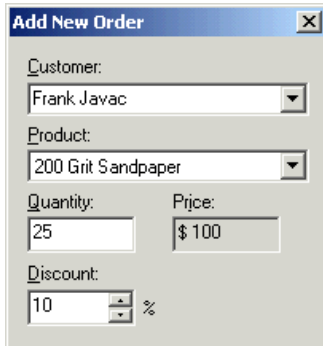 Add New Order
Customer:
Frank Javac
Product:
200 Grit Sandpaper
Quantity: Price:
25 $ 100
Discount:
10 %